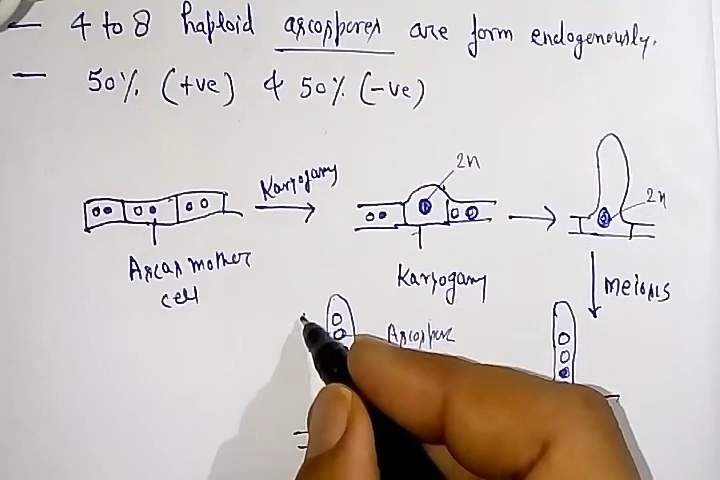 — 4 to 8 haploid ascospores are form endogenously.
— 50% (+ve) & 50% (-ve)
Karyogamy
2n
2n
Ascas mother
cell
Karyogamy
meiosis
Ascospore